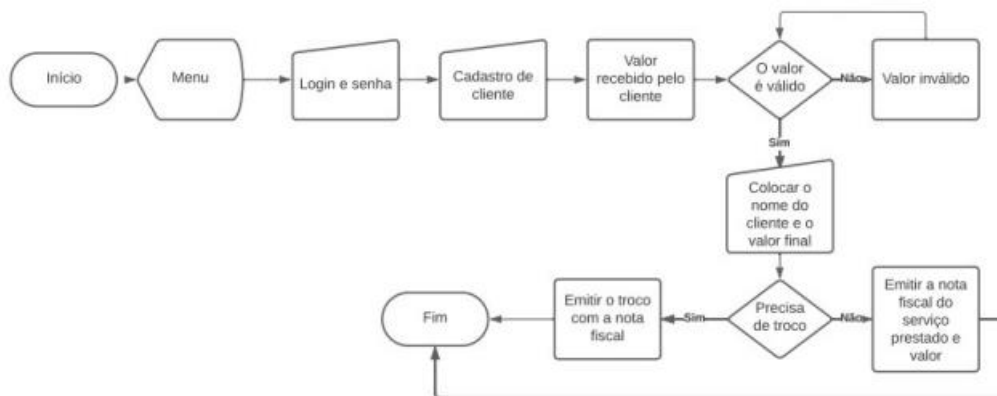 Início
Menu
Login e senha
Cadastro de
cliente
Valor
recebido pelo
cliente
O valor
é válido
Não
Valor inválido
Sim
Colocar o
nome do
cliente e o
valor final
Fim
Emitir o troco
com a nota
fiscal
Sim
Precisa
de troco
Não
Emitir a nota
fiscal do
serviço
prestado e
valor